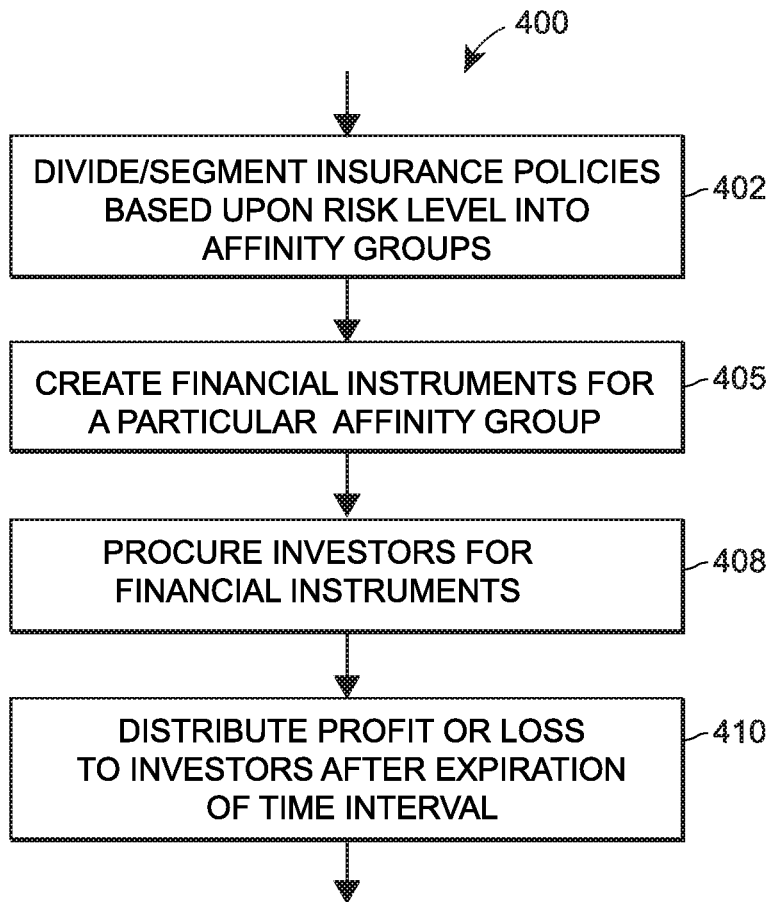 400
DIVIDE/SEGMENT INSURANCE POLICIES
BASED UPON RISK LEVEL INTO
AFFINITY GROUPS
402
CREATE FINANCIAL INSTRUMENTS FOR
A PARTICULAR AFFINITY GROUP
405
PROCURE INVESTORS FOR
FINANCIAL INSTRUMENTS
408
DISTRIBUTE PROFIT OR LOSS
TO INVESTORS AFTER EXPIRATION
OF TIME INTERVAL
410